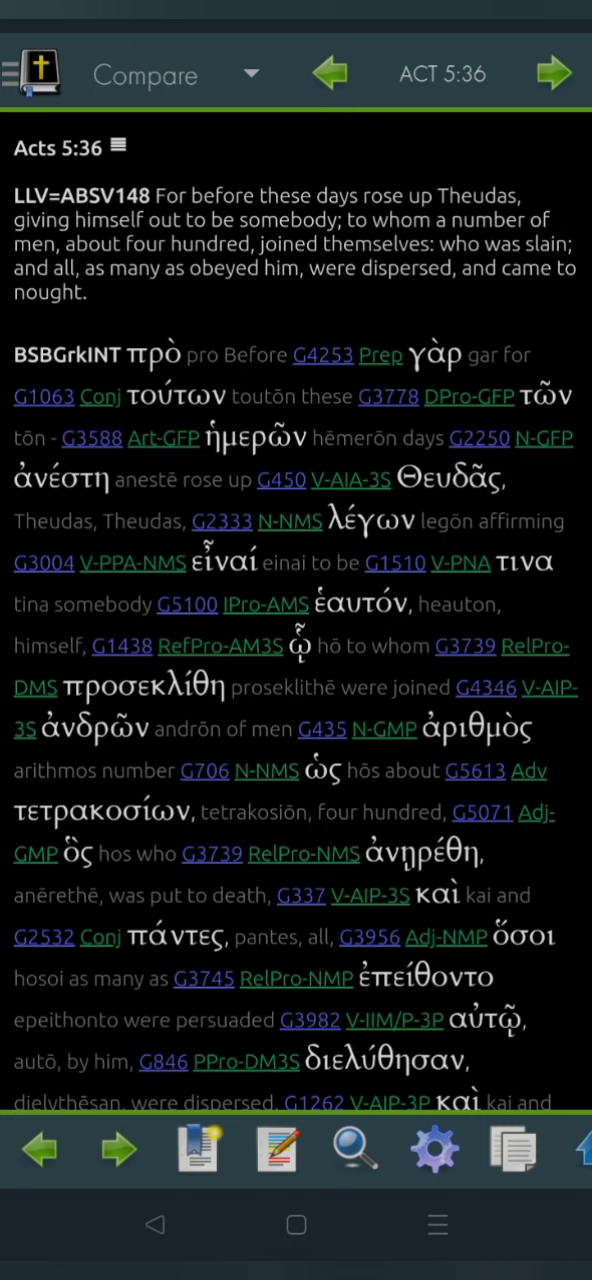 Compare
ACT 5:36
Acts 5:36
LLV=ABSV148 For before these days rose up Theudas,
giving himself out to be somebody; to whom a number of
men, about four hundred, joined themselves: who was slain;
and all, as many as obeyed him, were dispersed, and came to
nought.
BSBGrkINT πρὸ pro Before G4253 Prep γὰρ gar for
G1063 Conj τούτων toutōn these G3778 DPro-GFP τῶν
tōn - G3588 Art-GFP ἡμερῶν hēmerōn days G2250 N-GFP
ἀνέστη anestē rose up G450 V-AIA-3S Θευδᾶς,
Theudas, Theudas, G2333 N-NMS λέγων legōn affirming
G3004 V-PPA-NMS εἶναί einai to be G1510 V-PNA τινα
tina somebody G5100 IPro-AMS ἑαυτόν, heauton,
himself, G1438 RefPro-AM3S ᾧ hō to whom G3739 RelPro-
DMS προσεκλίθη proseklithē were joined G4346 V-AIP-
3S ἀνδρῶν andrōn of men G435 N-GMP ἀριθμὸς
arithmos number G706 N-NMS ὡς hōs about G5613 Adv
τετρακοσίων, tetrakosiōn, four hundred, G5071 Adj-
GMP ὃς hos who G3739 RelPro-NMS ἀνῃρέθη,
anērethē, was put to death, G337 V-AIP-3S καὶ kai and
G2532 Conj πάντες, pantes, all, G3956 Adj-NMP ὅσοι
hosoi as many as G3745 RelPro-NMP ἐπείθοντο
epeithonto were persuaded G3982 V-IIM/P-3P αὐτῷ,
autō, by him, G846 PPro-DM3S διελύθησαν,
dielythēsan, were dispersed, G1262 V-AIP-3P καὶ kai and